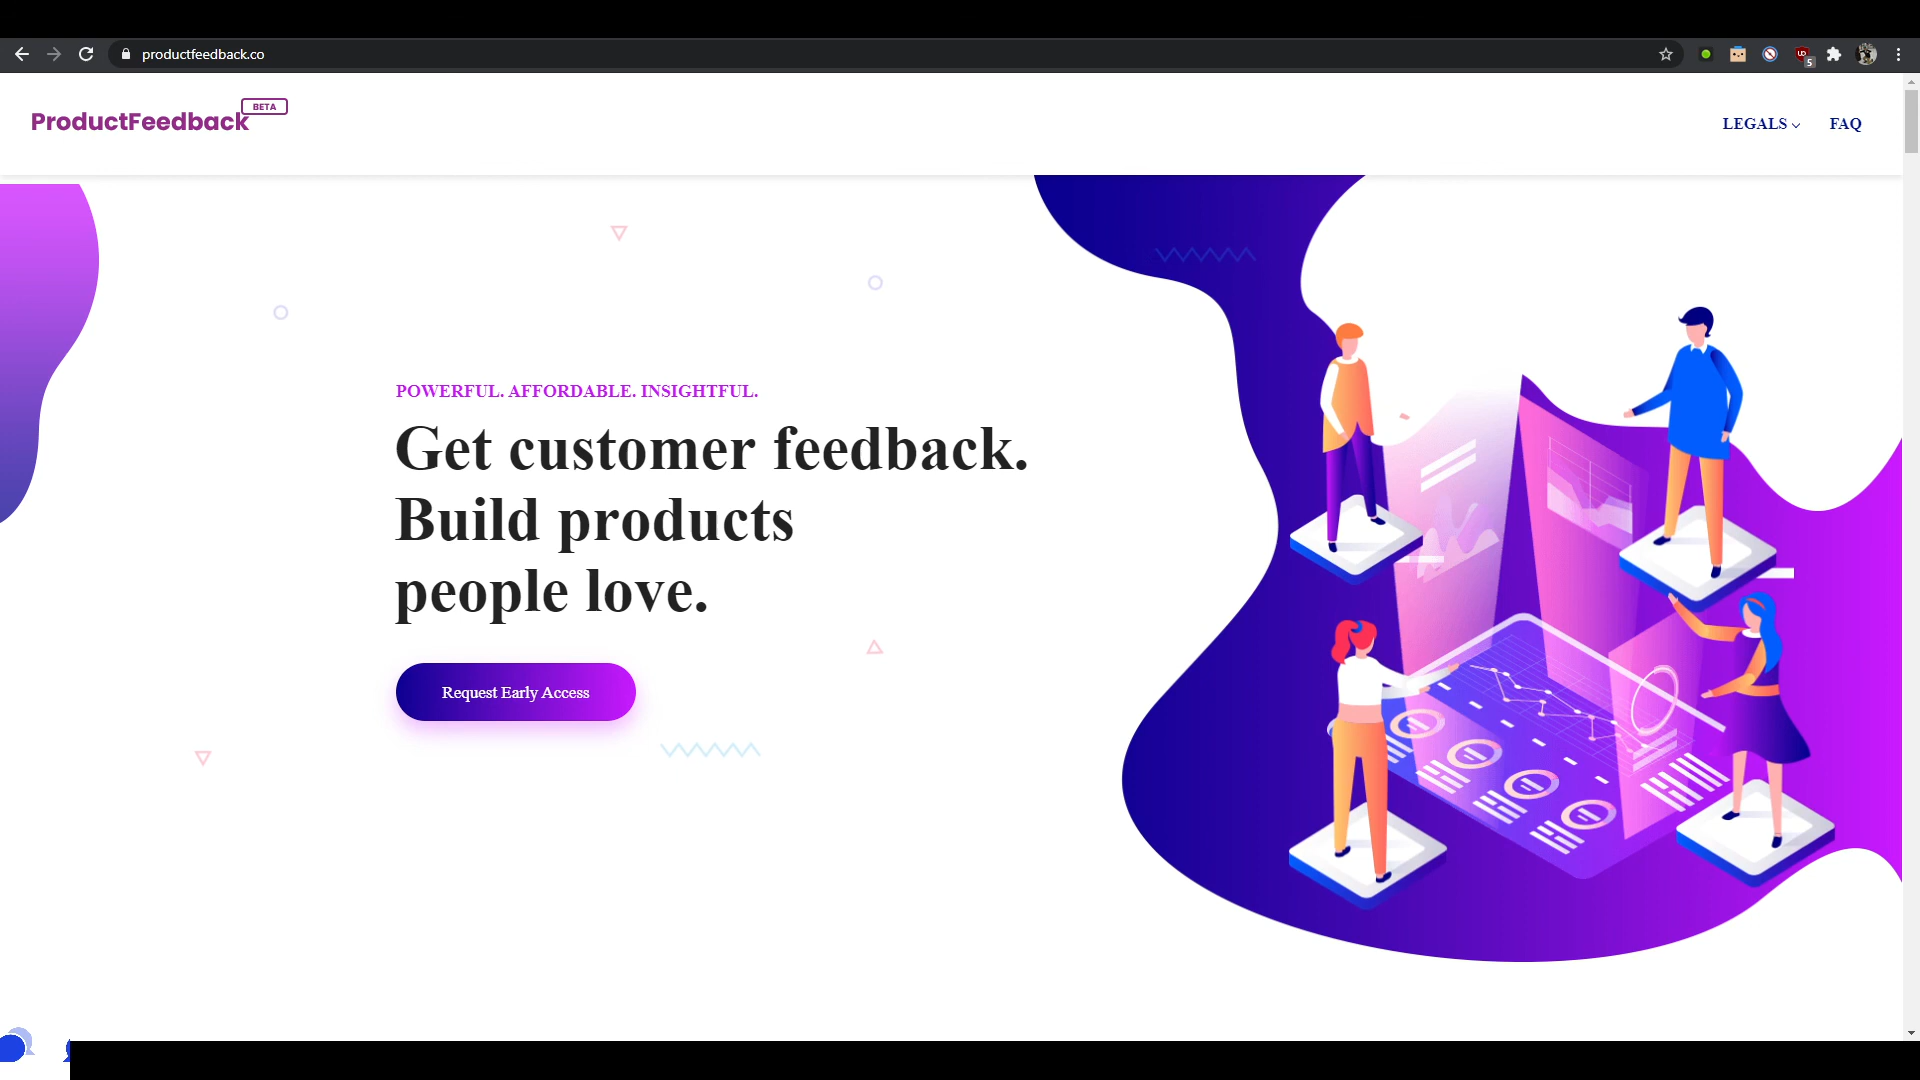 productfeedback.co
5
ProductFeedback BETA
LEGALS
FAQ
POWERFUL. AFFORDABLE. INSIGHTFUL.
Get customer feedback.
Build products
people love.
Request Early Access